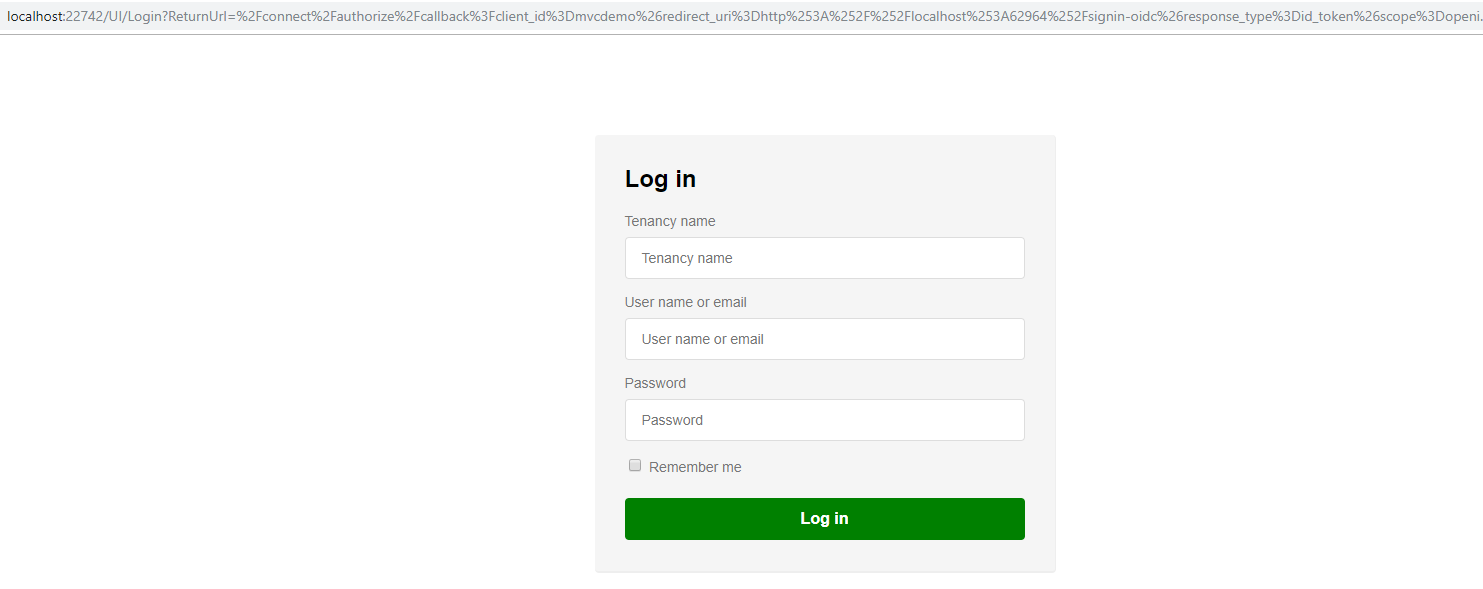 localhost:22742/UI/Login?ReturnUrl=%2Fconnect%2Fauthorize%2Fcallback%3Fclient_id%3Dmvcdemo%26redirect_uri%3Dhttp%253A%252F%252Flocalhost%253A62964%252Fsignin-oidc%26response_type%3Did_token%26scope%3Dopeni...
Log in
Tenancy name
Tenancy name
User name or email
User name or email
Password
Password
Remember me
Log in